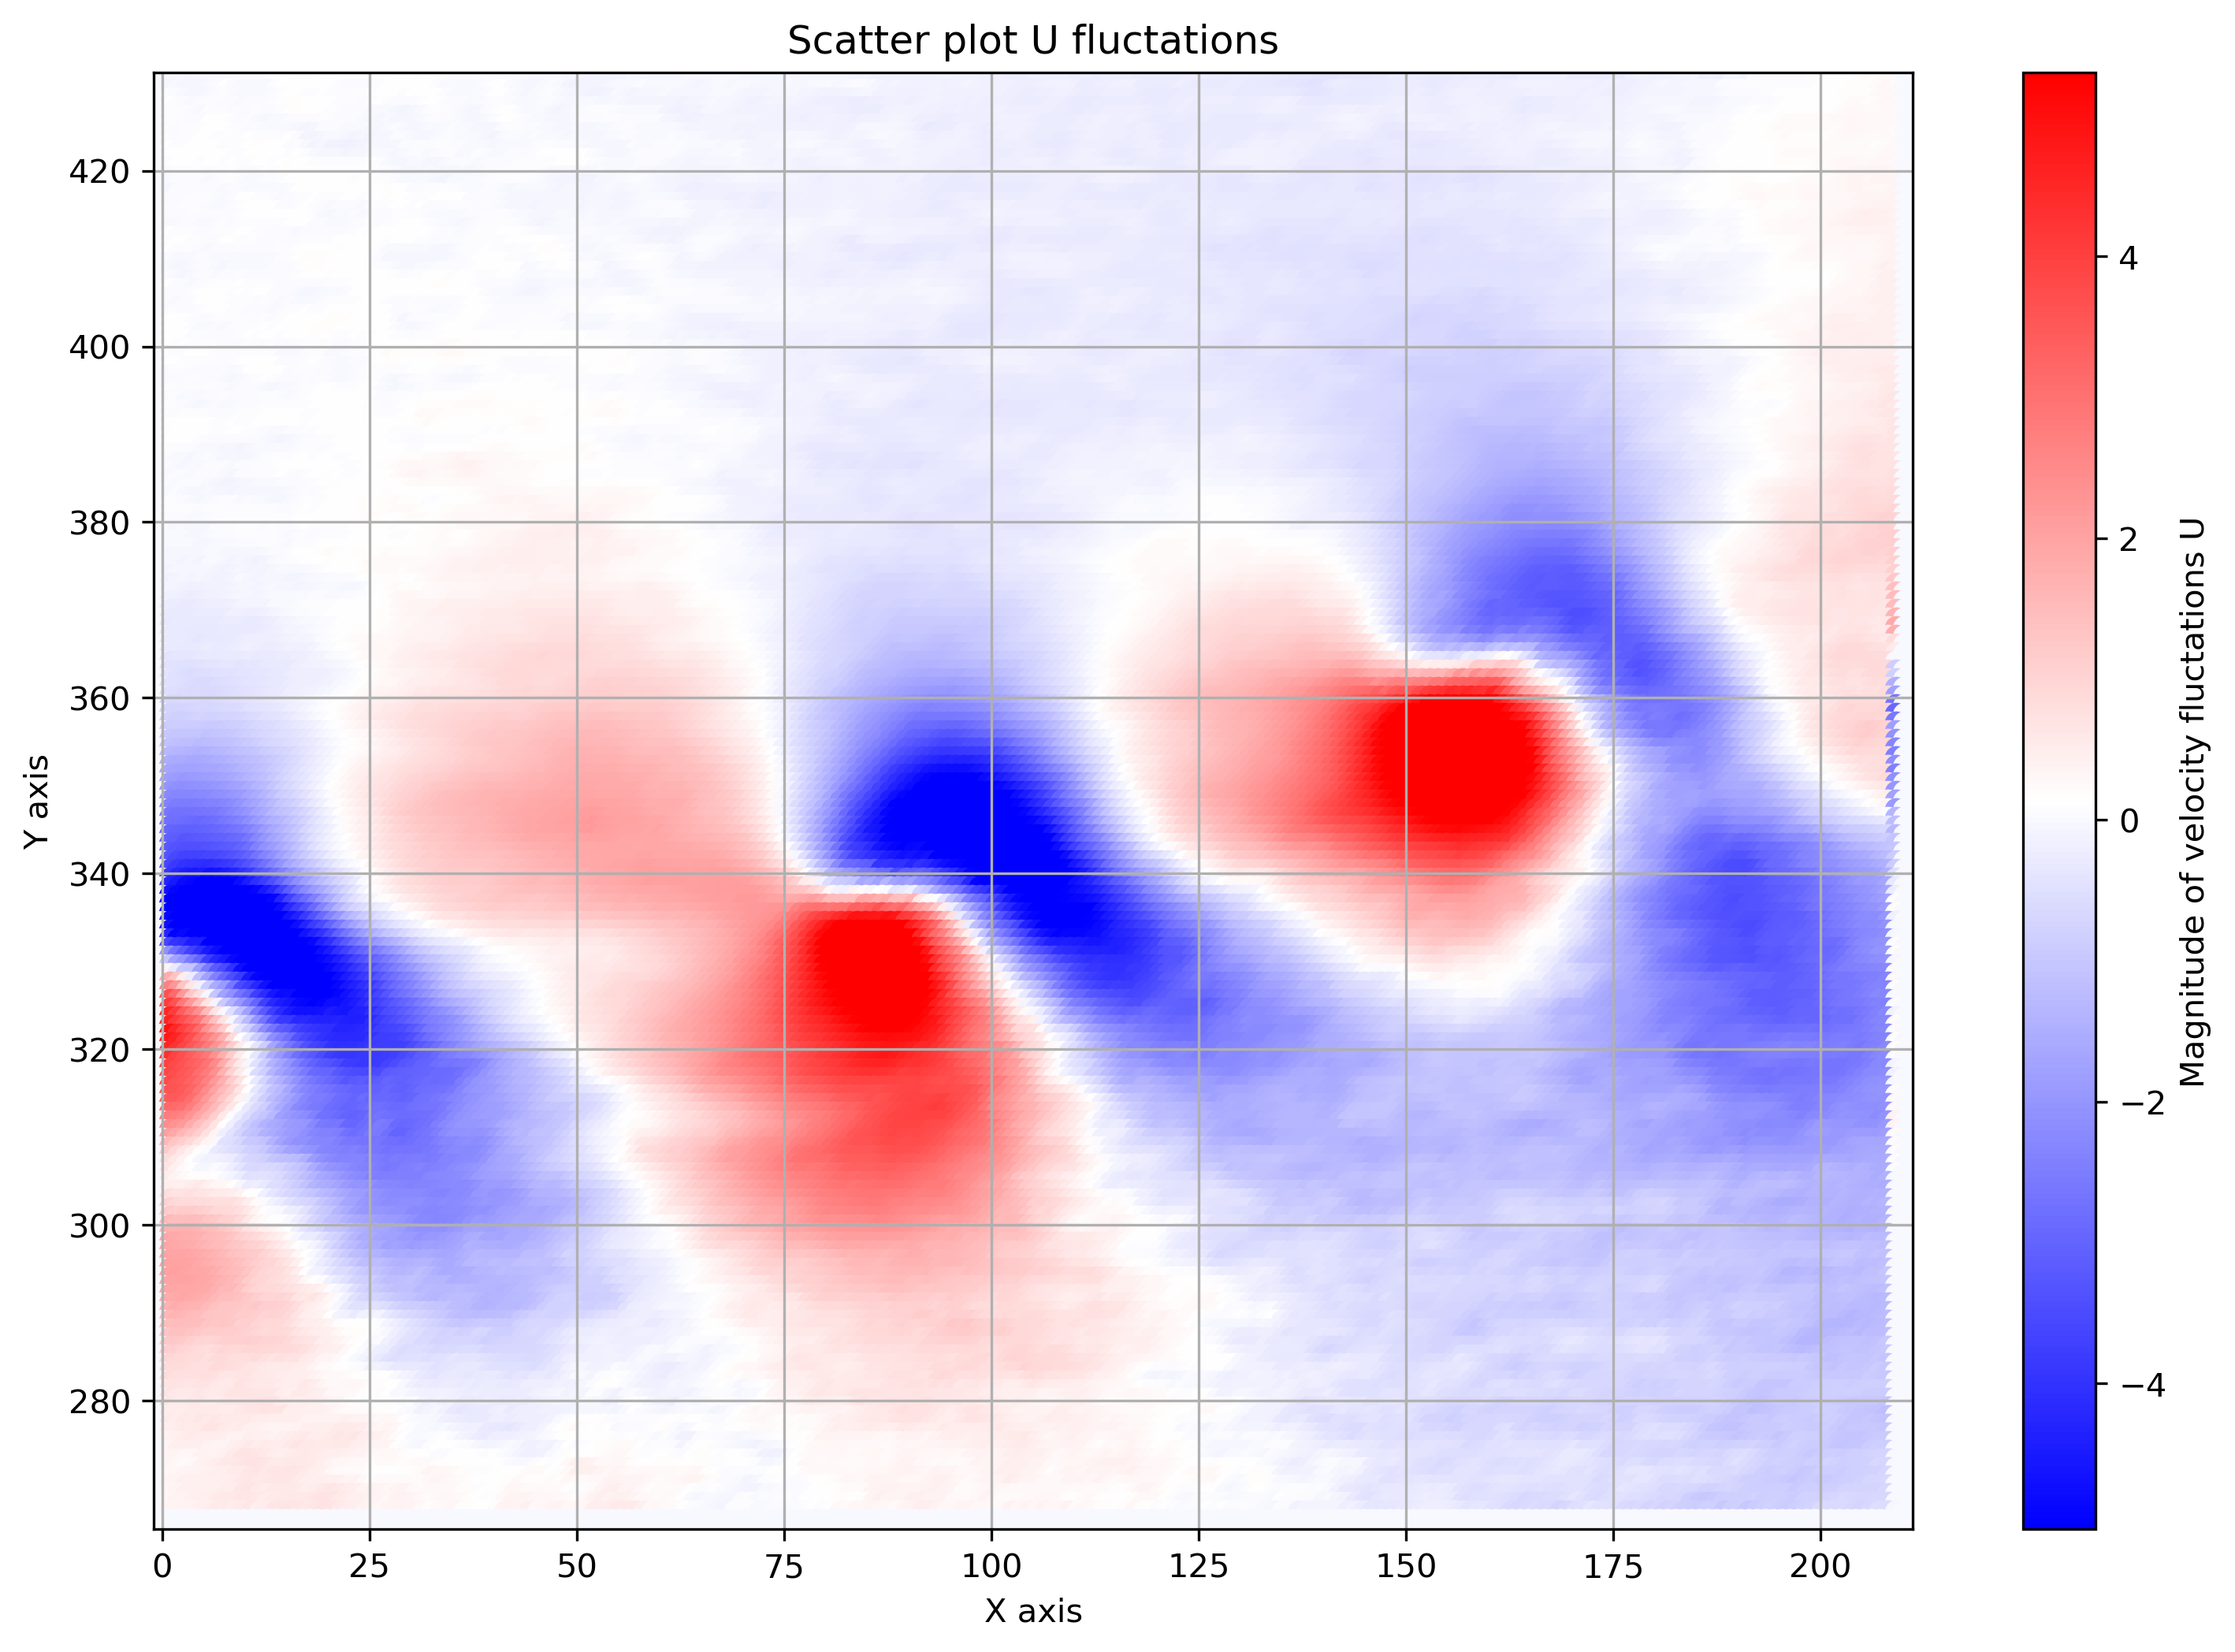 Scatter plot U fluctations
420
400
380
360
340
320
300
280
Y axis
0 25 50 75 100 125 150 175 200
X axis
4
2
0
−2
−4
Magnitude of velocity fluctations U